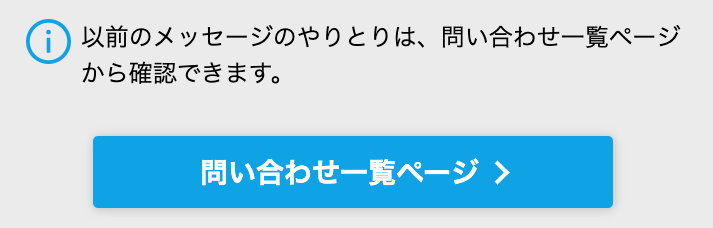 以前のメッセージのやりとりは、問い合わせ一覧ページ
から確認できます。
問い合わせ一覧ページ